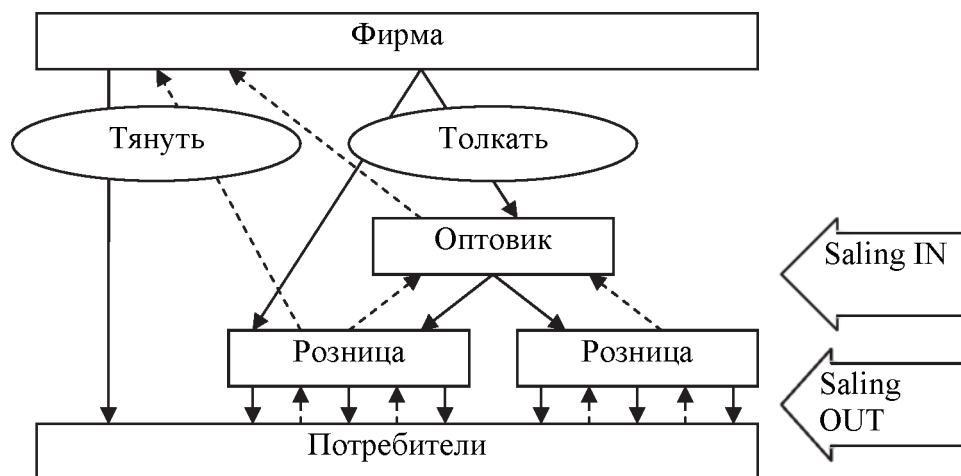 Фирма
Тянуть
Толкать
Оптовик
Saling IN
Розница
Розница
Saling
OUT
Потребители